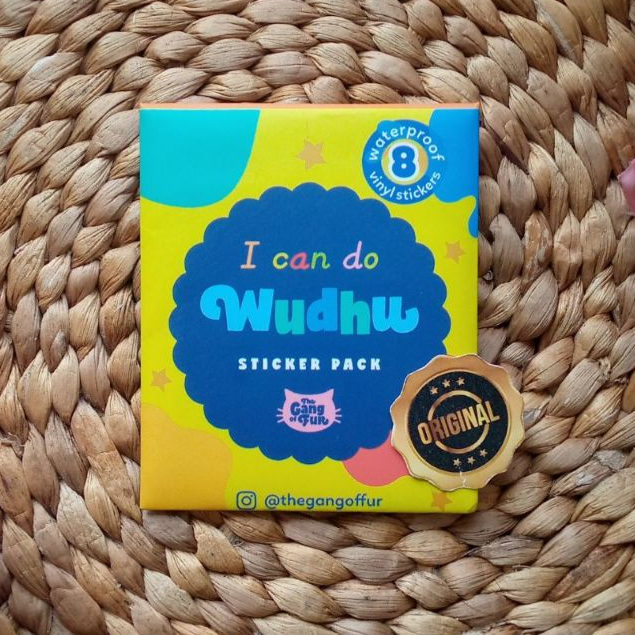 waterproof
8
vinyl stickers
I can do
Wudhu
STICKER PACK
The
Gang
of Fur
ORIGINAL
@thegangoffur